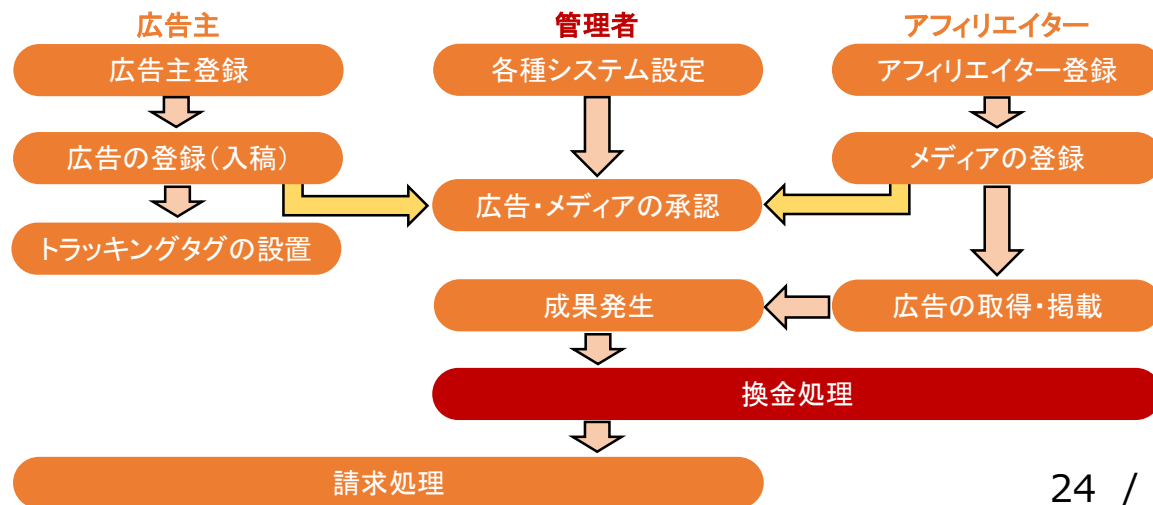 広告主
管理者
アフィリエイター
広告主登録
各種システム設定
アフィリエイター登録
広告の登録(入稿)
メディアの登録
広告・メディアの承認
トラッキングタグの設置
成果発生
広告の取得・掲載
換金処理
請求処理
24 /